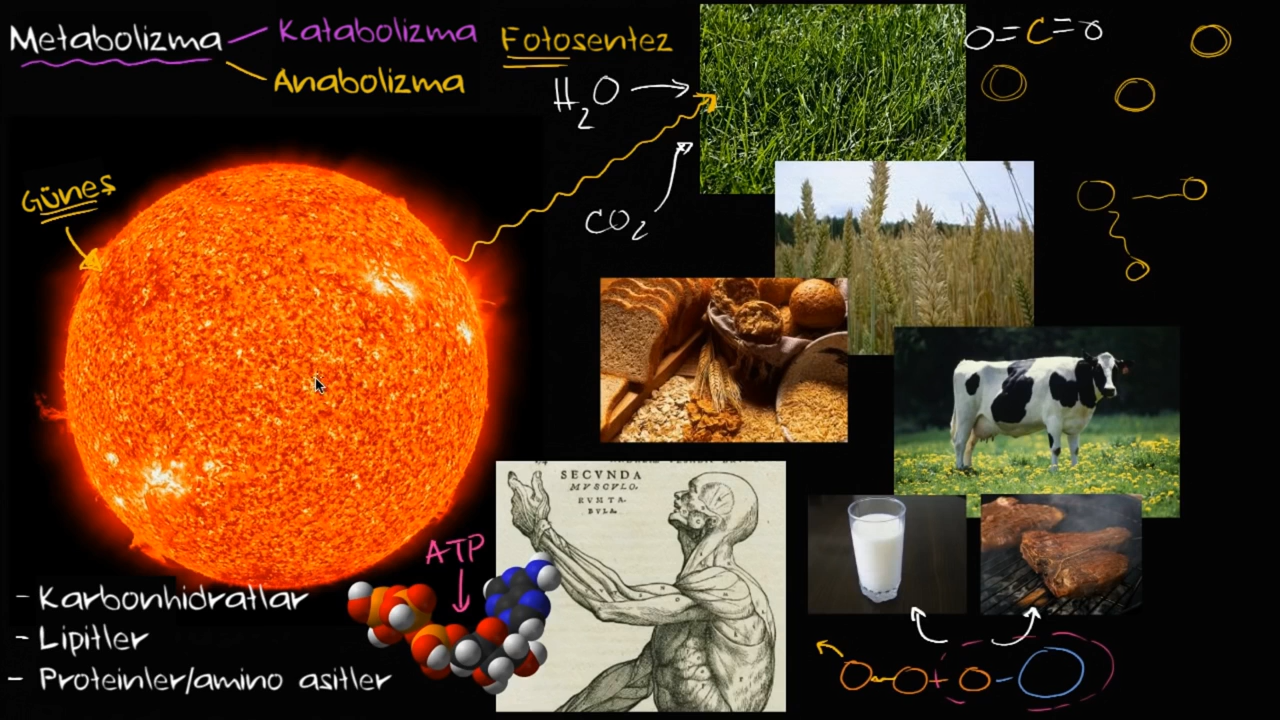 Metabolizma
Katabolizma
Anabolizma
Fotosentez
H2O
CO2
O=C=O
Güneş
SECVNDA
MVSCVLO.
RVM TA-
BVLA.
ATP
- Karbonhidratlar
- Lipitler
- Proteinler/amino asitler